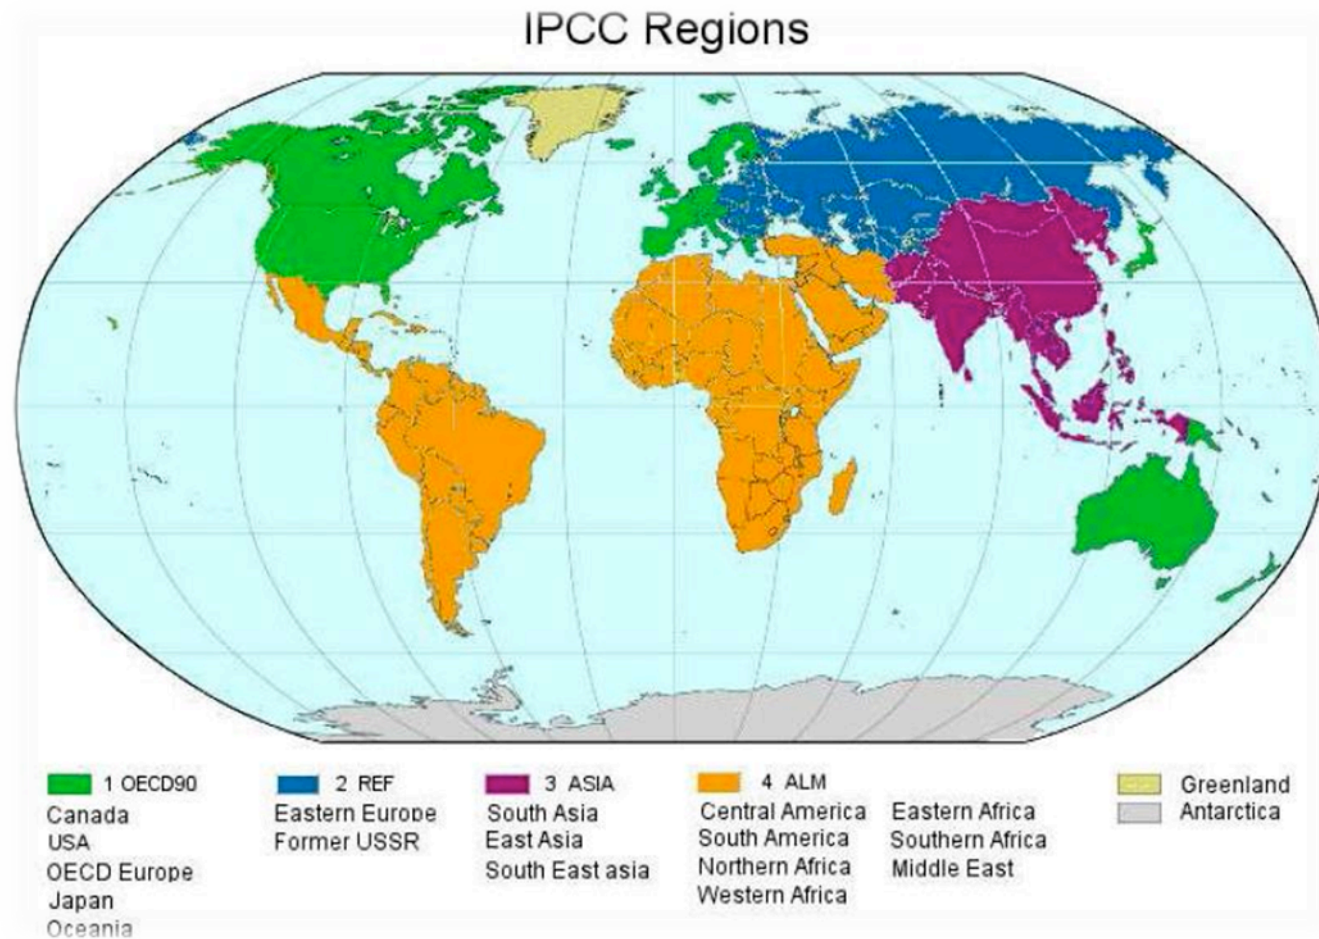 IPCC Regions
1 OECD90
Canada
USA
OECD Europe
Japan
Oceania
2 REF
Eastern Europe
Former USSR
3 ASIA
South Asia
East Asia
South East asia
4 ALM
Central America
South America
Northern Africa
Western Africa
Eastern Africa
Southern Africa
Middle East
Greenland
Antarctica